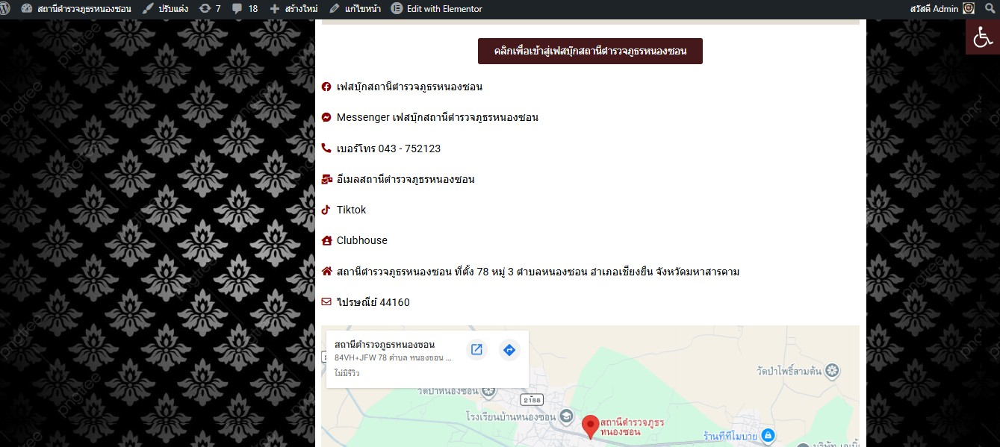 สถานีตำรวจภูธรหนองซอน ปรับแต่ง 7 18 สร้างใหม่ แก้ไขหน้า Edit with Elementor สวัสดี Admin
คลิกเพื่อเข้าสู่เฟสบุ๊กสถานีตำรวจภูธรหนองซอน
เฟสบุ๊กสถานีตำรวจภูธรหนองซอน
Messenger เฟสบุ๊กสถานีตำรวจภูธรหนองซอน
เบอร์โทร 043 - 752123
อีเมลสถานีตำรวจภูธรหนองซอน
Tiktok
Clubhouse
สถานีตำรวจภูธรหนองซอน ที่ตั้ง 78 หมู่ 3 ตำบลหนองซอน อำเภอเชียงยืน จังหวัดมหาสารคาม
ไปรษณีย์ 44160
สถานีตำรวจภูธรหนองซอน
84VH+JFW 78 ตำบล หนองซอน ...
ไม่มีรีวิว
วัดป่าโพธิ์สามต้น
วัดป่าหนองซอน
2188
โรงเรียนบ้านหนองซอน
สถานีตำรวจภูธร
หนองซอน
ร้านทีทีโมบาย
pngtree